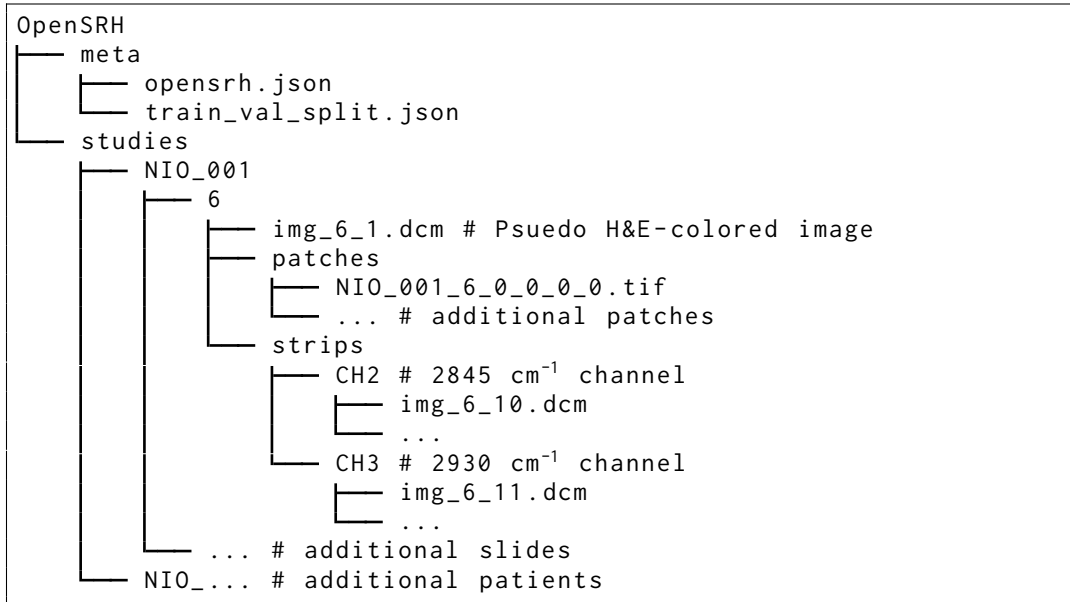 OpenSRH
├── meta
│   ├── opensrh.json
│   └── train_val_split.json
└── studies
    ├── NIO_001
    │   ├── 6
    │   │   ├── img_6_1.dcm # Psuedo H&E-colored image
    │   │   ├── patches
    │   │   │   ├── NIO_001_6_0_0_0_0.tif
    │   │   │   └── ... # additional patches
    │   │   └── strips
    │   │       ├── CH2 # 2845 cm⁻¹ channel
    │   │       │   ├── img_6_10.dcm
    │   │       │   └── ...
    │   │       └── CH3 # 2930 cm⁻¹ channel
    │   │           ├── img_6_11.dcm
    │   │           └── ...
    │   └── ... # additional slides
    └── NIO_... # additional patients